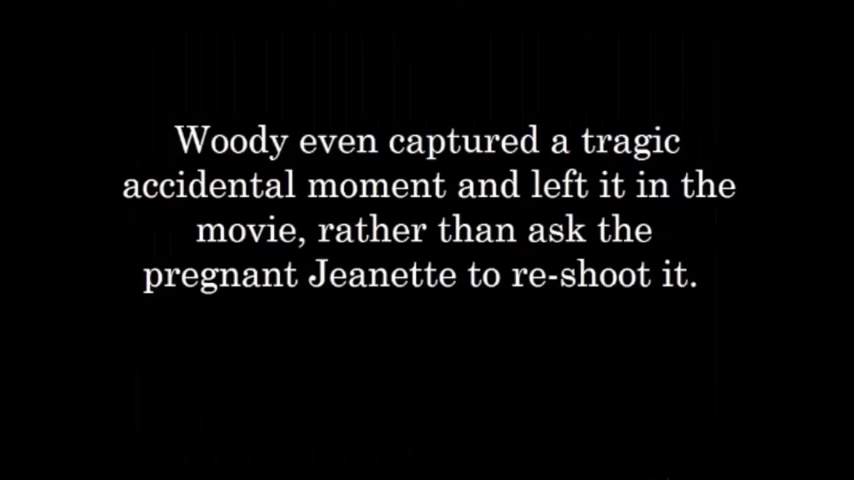 Woody even captured a tragic
accidental moment and left it in the
movie, rather than ask the
pregnant Jeanette to re-shoot it.